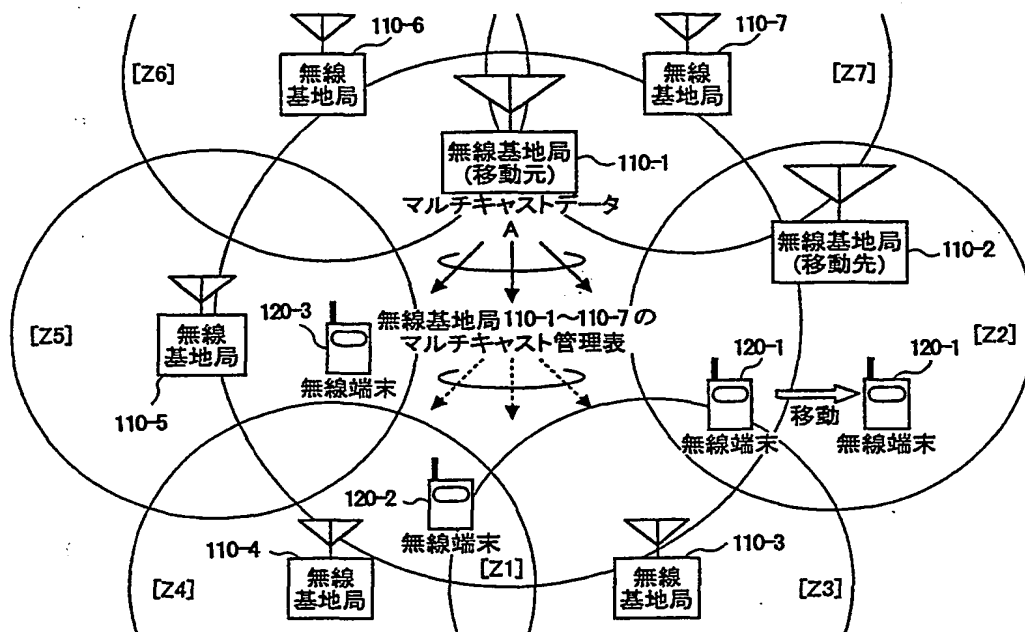 110-6
110-7
無線
基地局
無線
基地局
[Z6]
[Z7]
無線基地局
(移動元)
110-1
マルチキャストデータ
A
無線基地局
(移動先)
110-2
120-3
無線基地局110-1～110-7の
マルチキャスト管理表
[Z5]
無線
基地局
無線端末
110-5
[Z2]
120-1
120-1
移動
無線端末
無線端末
120-2
無線端末
110-4
110-3
[Z4]
無線
基地局
[Z1]
無線
基地局
[Z3]